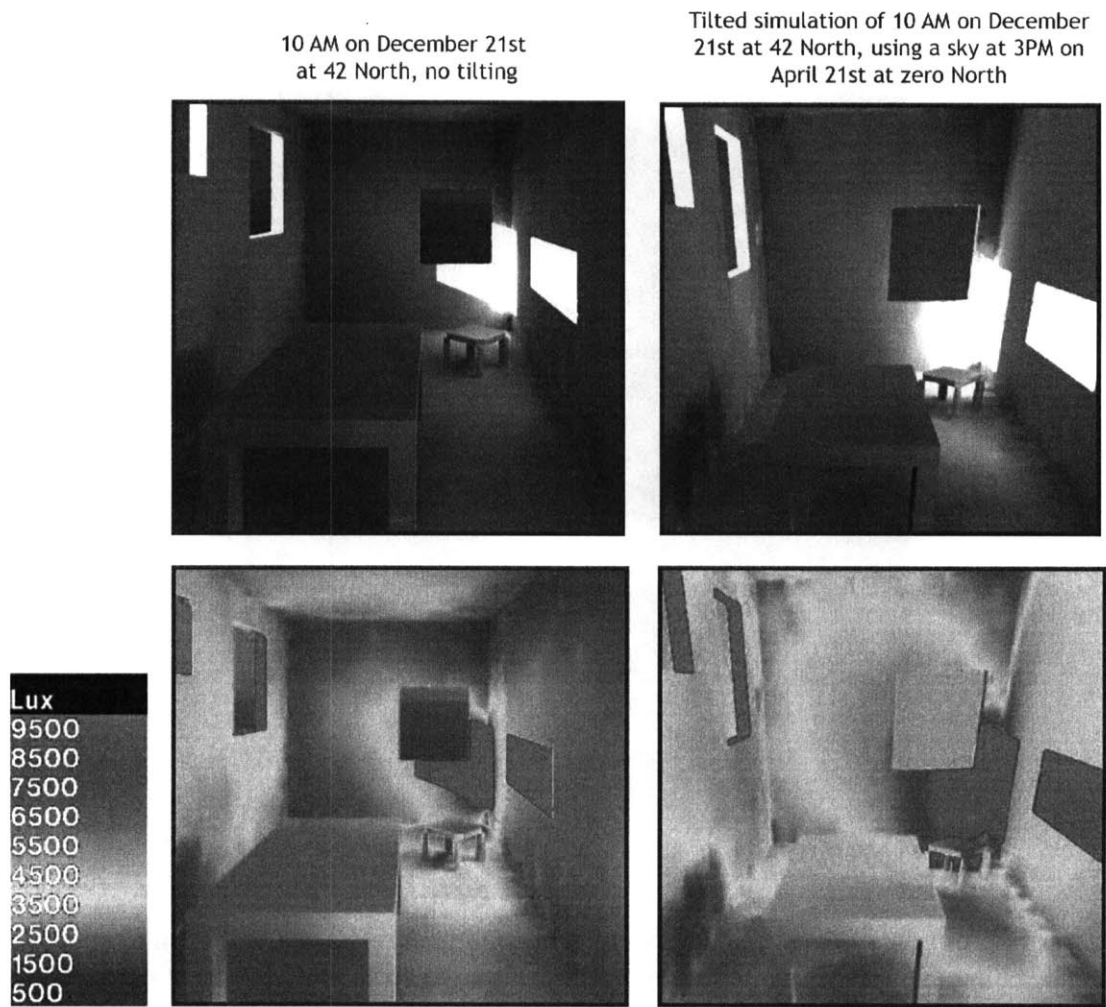 10 AM on December 21st
at 42 North, no tilting
Tilted simulation of 10 AM on December
21st at 42 North, using a sky at 3PM on
April 21st at zero North
Lux
9500
8500
7500
6500
5500
4500
3500
2500
1500
500